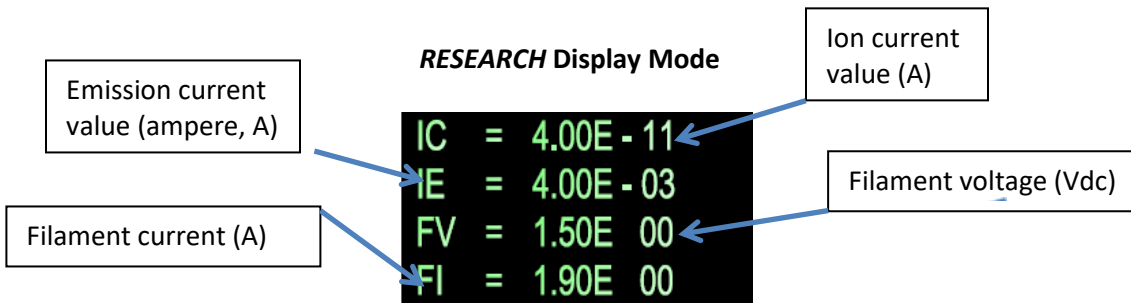 Ion current
value (A)
RESEARCH Display Mode
Emission current
value (ampere, A)
IC = 4.00E - 11
IE = 4.00E - 03
FV = 1.50E 00
FI = 1.90E 00
Filament voltage (Vdc)
Filament current (A)